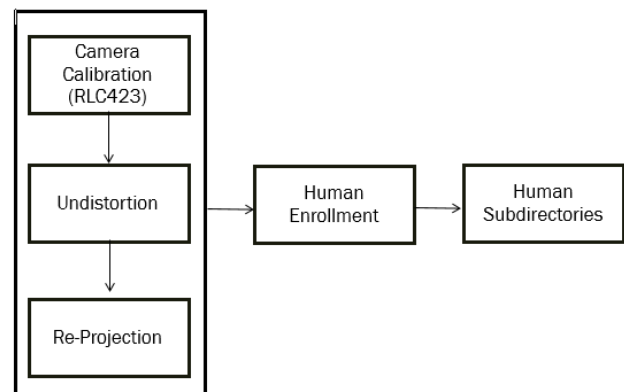 Camera
Calibration
(RLC423)
Undistortion
Re-Projection
Human
Enrollment
Human
Subdirectories